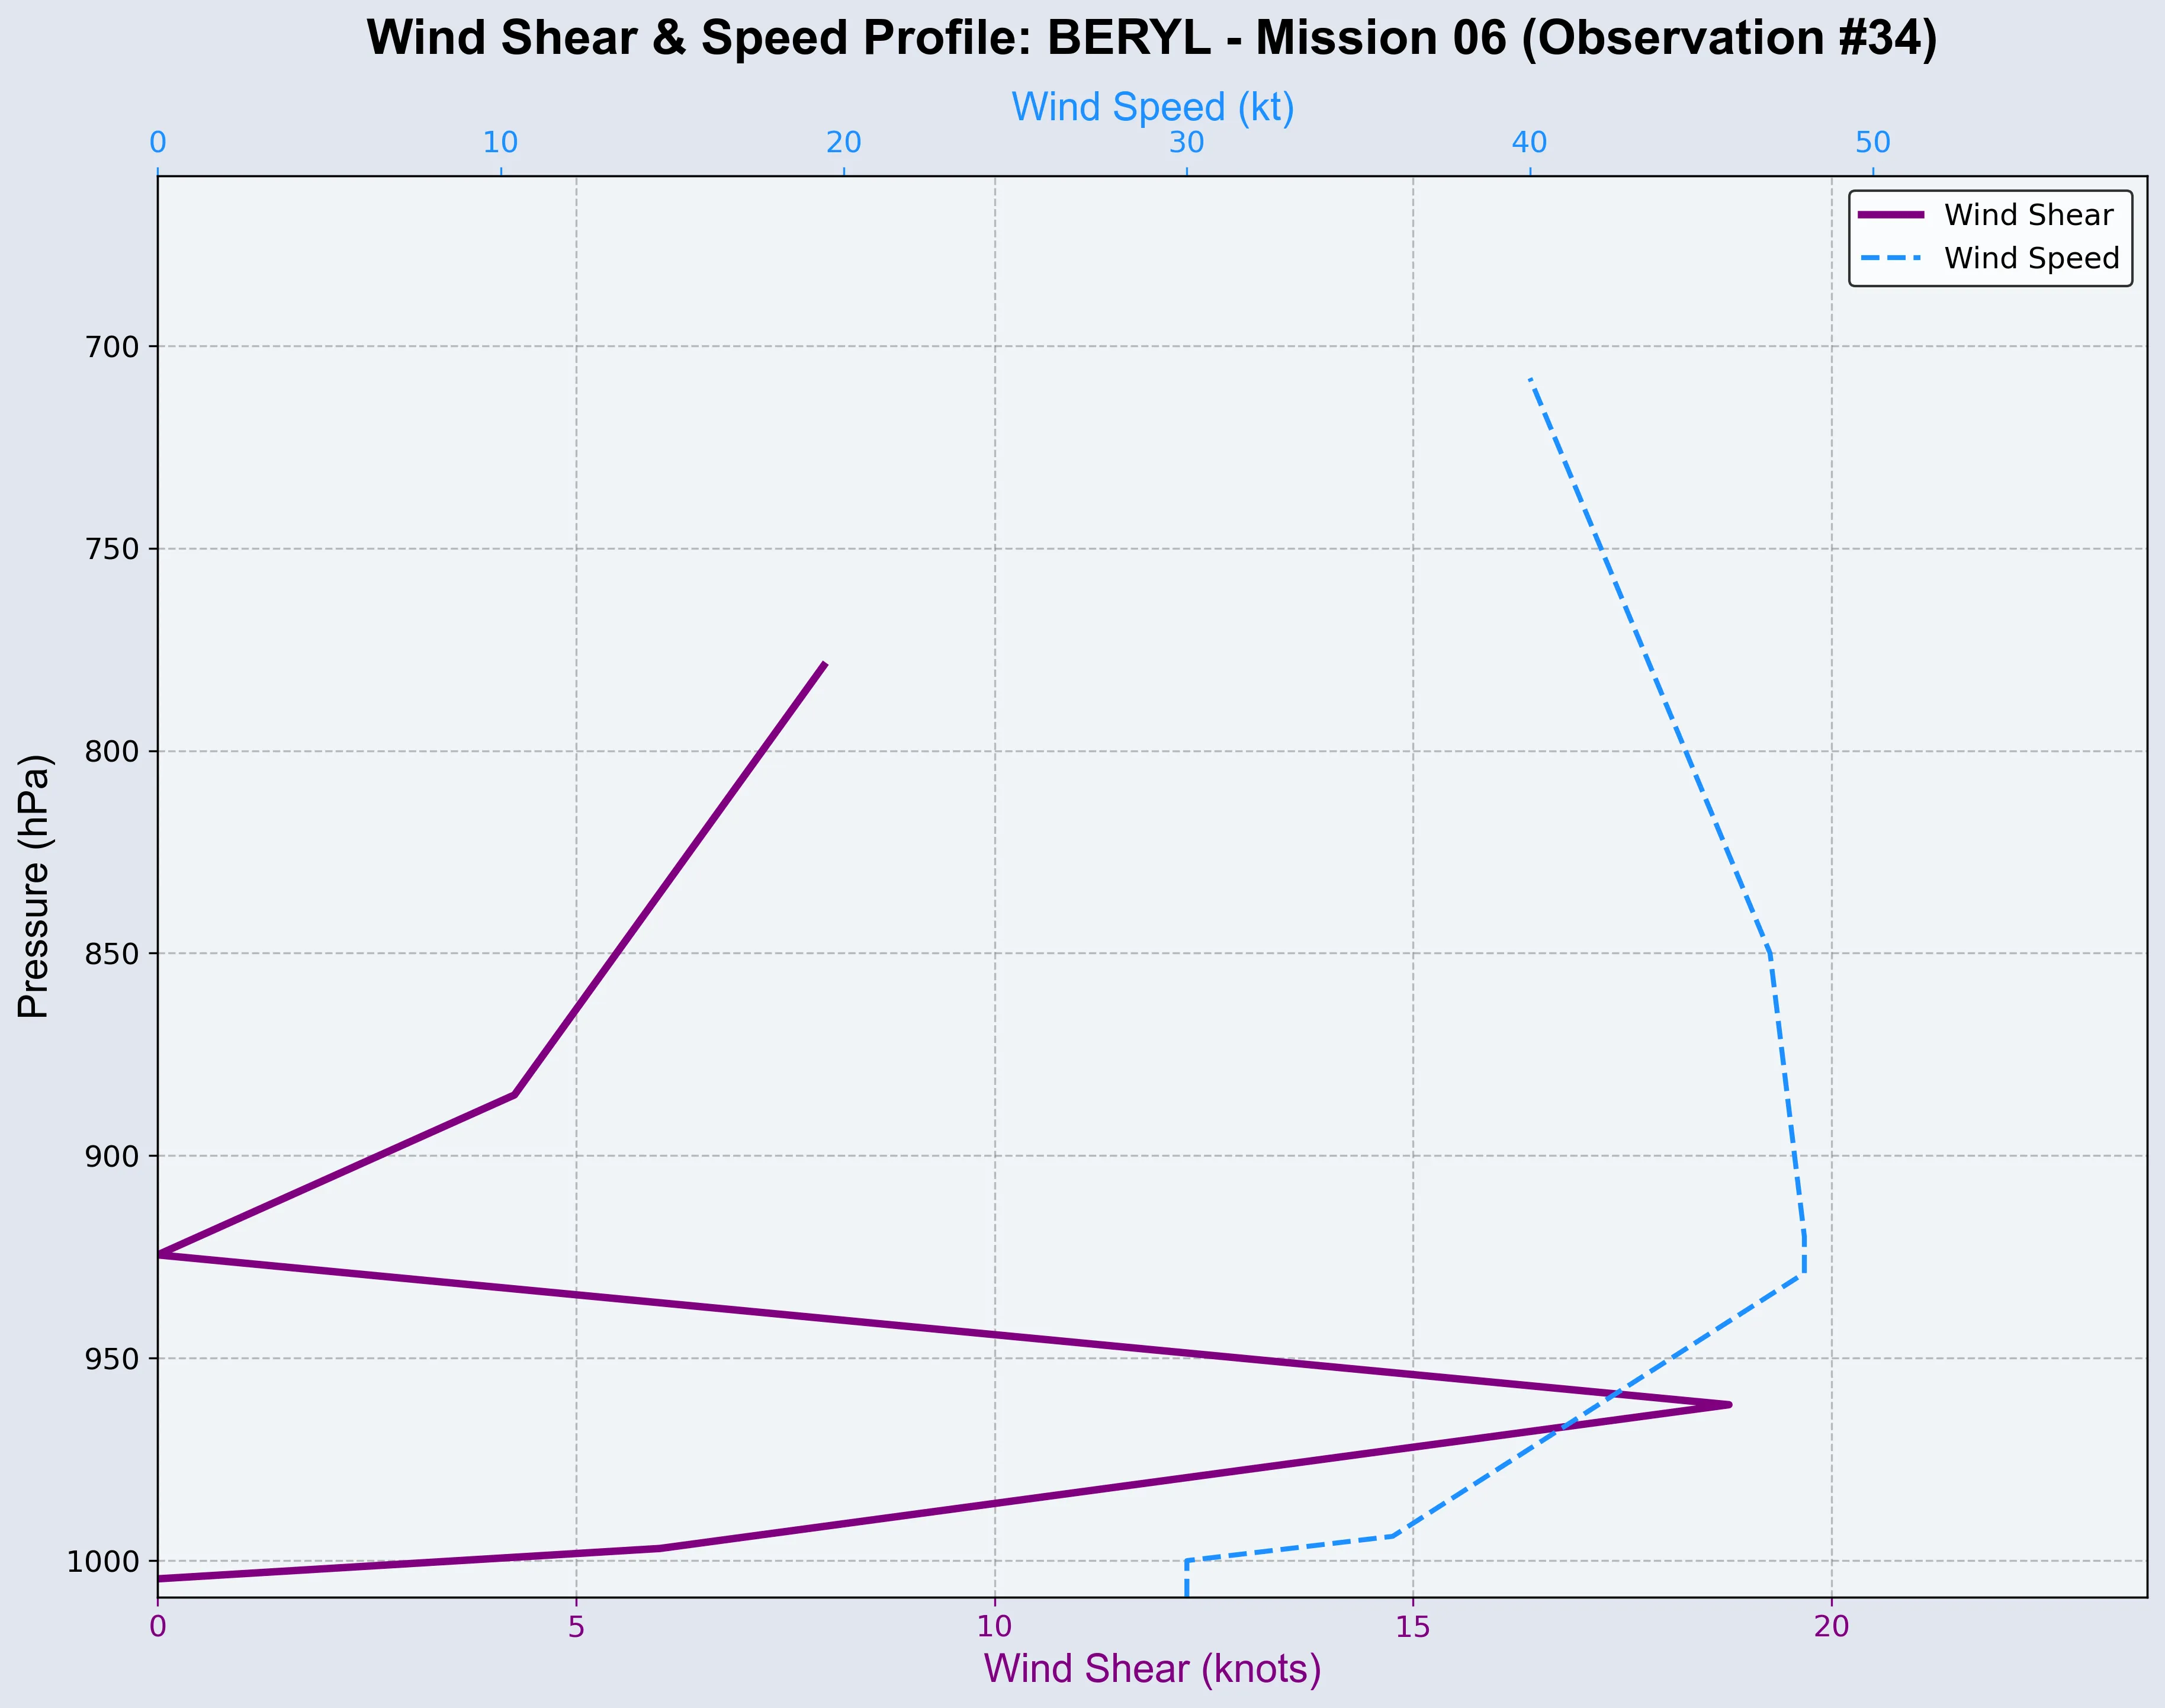 Wind Shear & Speed Profile: BERYL - Mission 06 (Observation #34)
Wind Speed (kt)
0 10 20 30 40 50
Wind Shear
Wind Speed
700
750
800
850
900
950
1000
Pressure (hPa)
0 5 10 15 20
Wind Shear (knots)